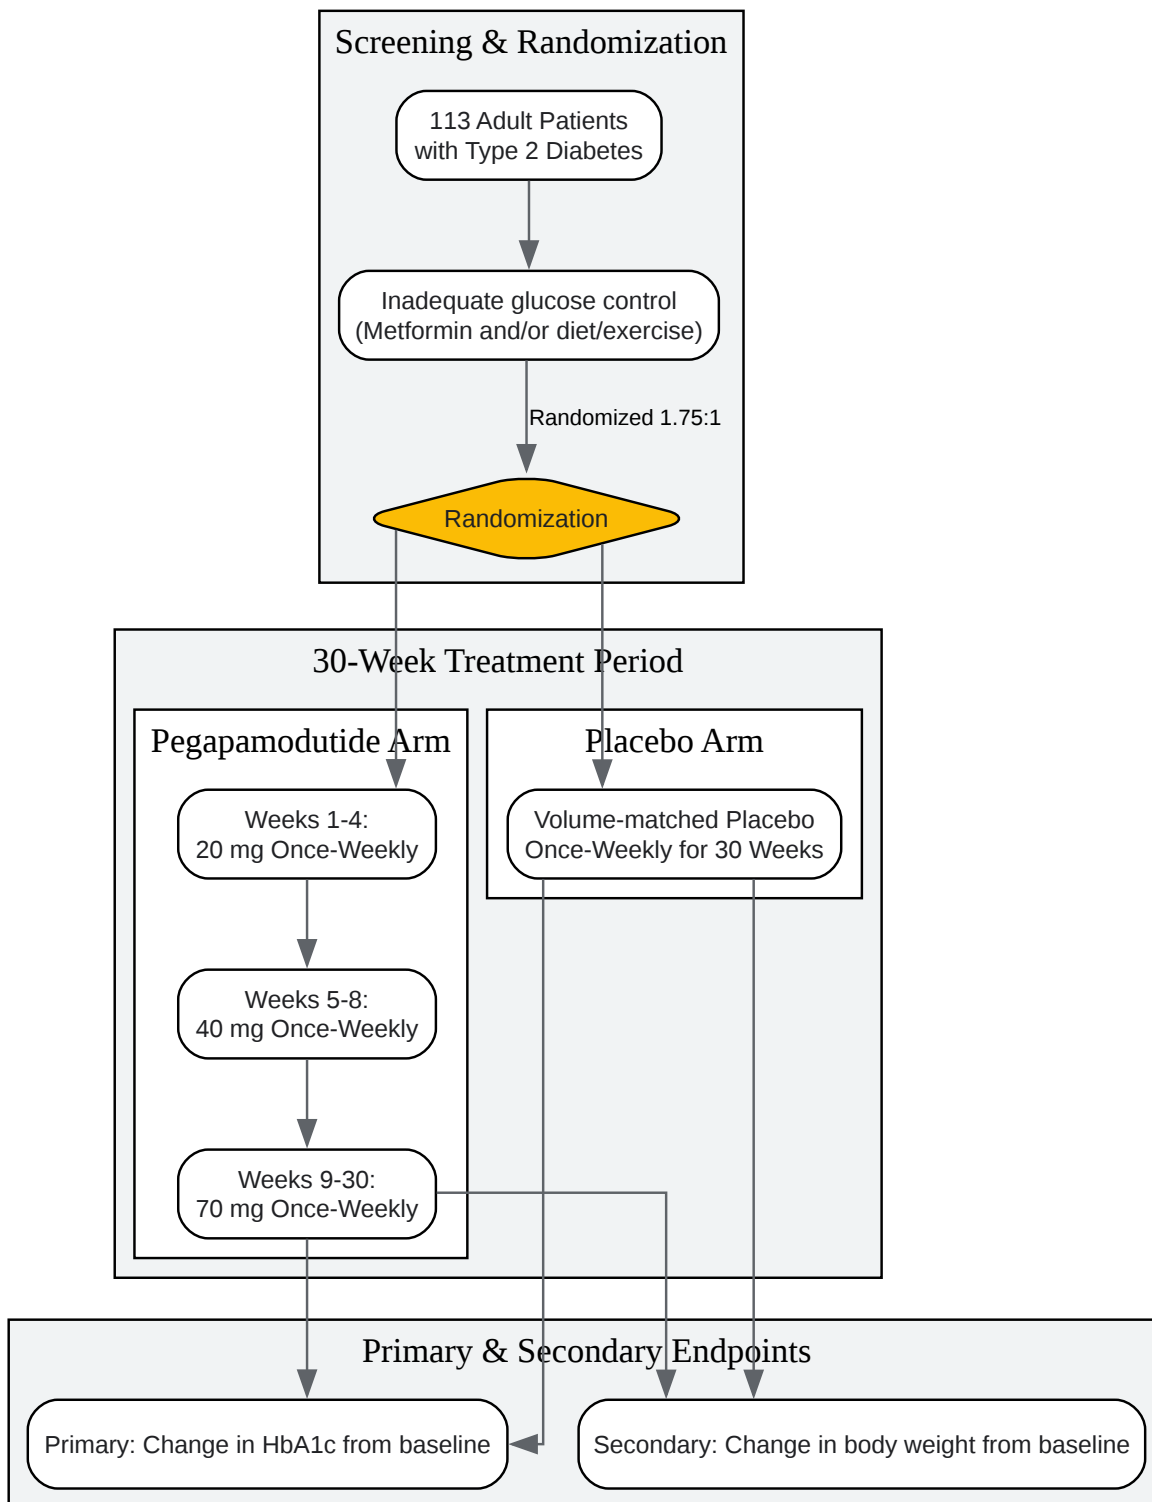 Screening & Randomization
113 Adult Patients
with Type 2 Diabetes
Inadequate glucose control
(Metformin and/or diet/exercise)
Randomized 1.75:1
Randomization
30-Week Treatment Period
Pegapamodutide Arm
Weeks 1-4:
20 mg Once-Weekly
Weeks 5-8:
40 mg Once-Weekly
Weeks 9-30:
70 mg Once-Weekly
Placebo Arm
Volume-matched Placebo
Once-Weekly for 30 Weeks
Primary & Secondary Endpoints
Primary: Change in HbA1c from baseline
Secondary: Change in body weight from baseline